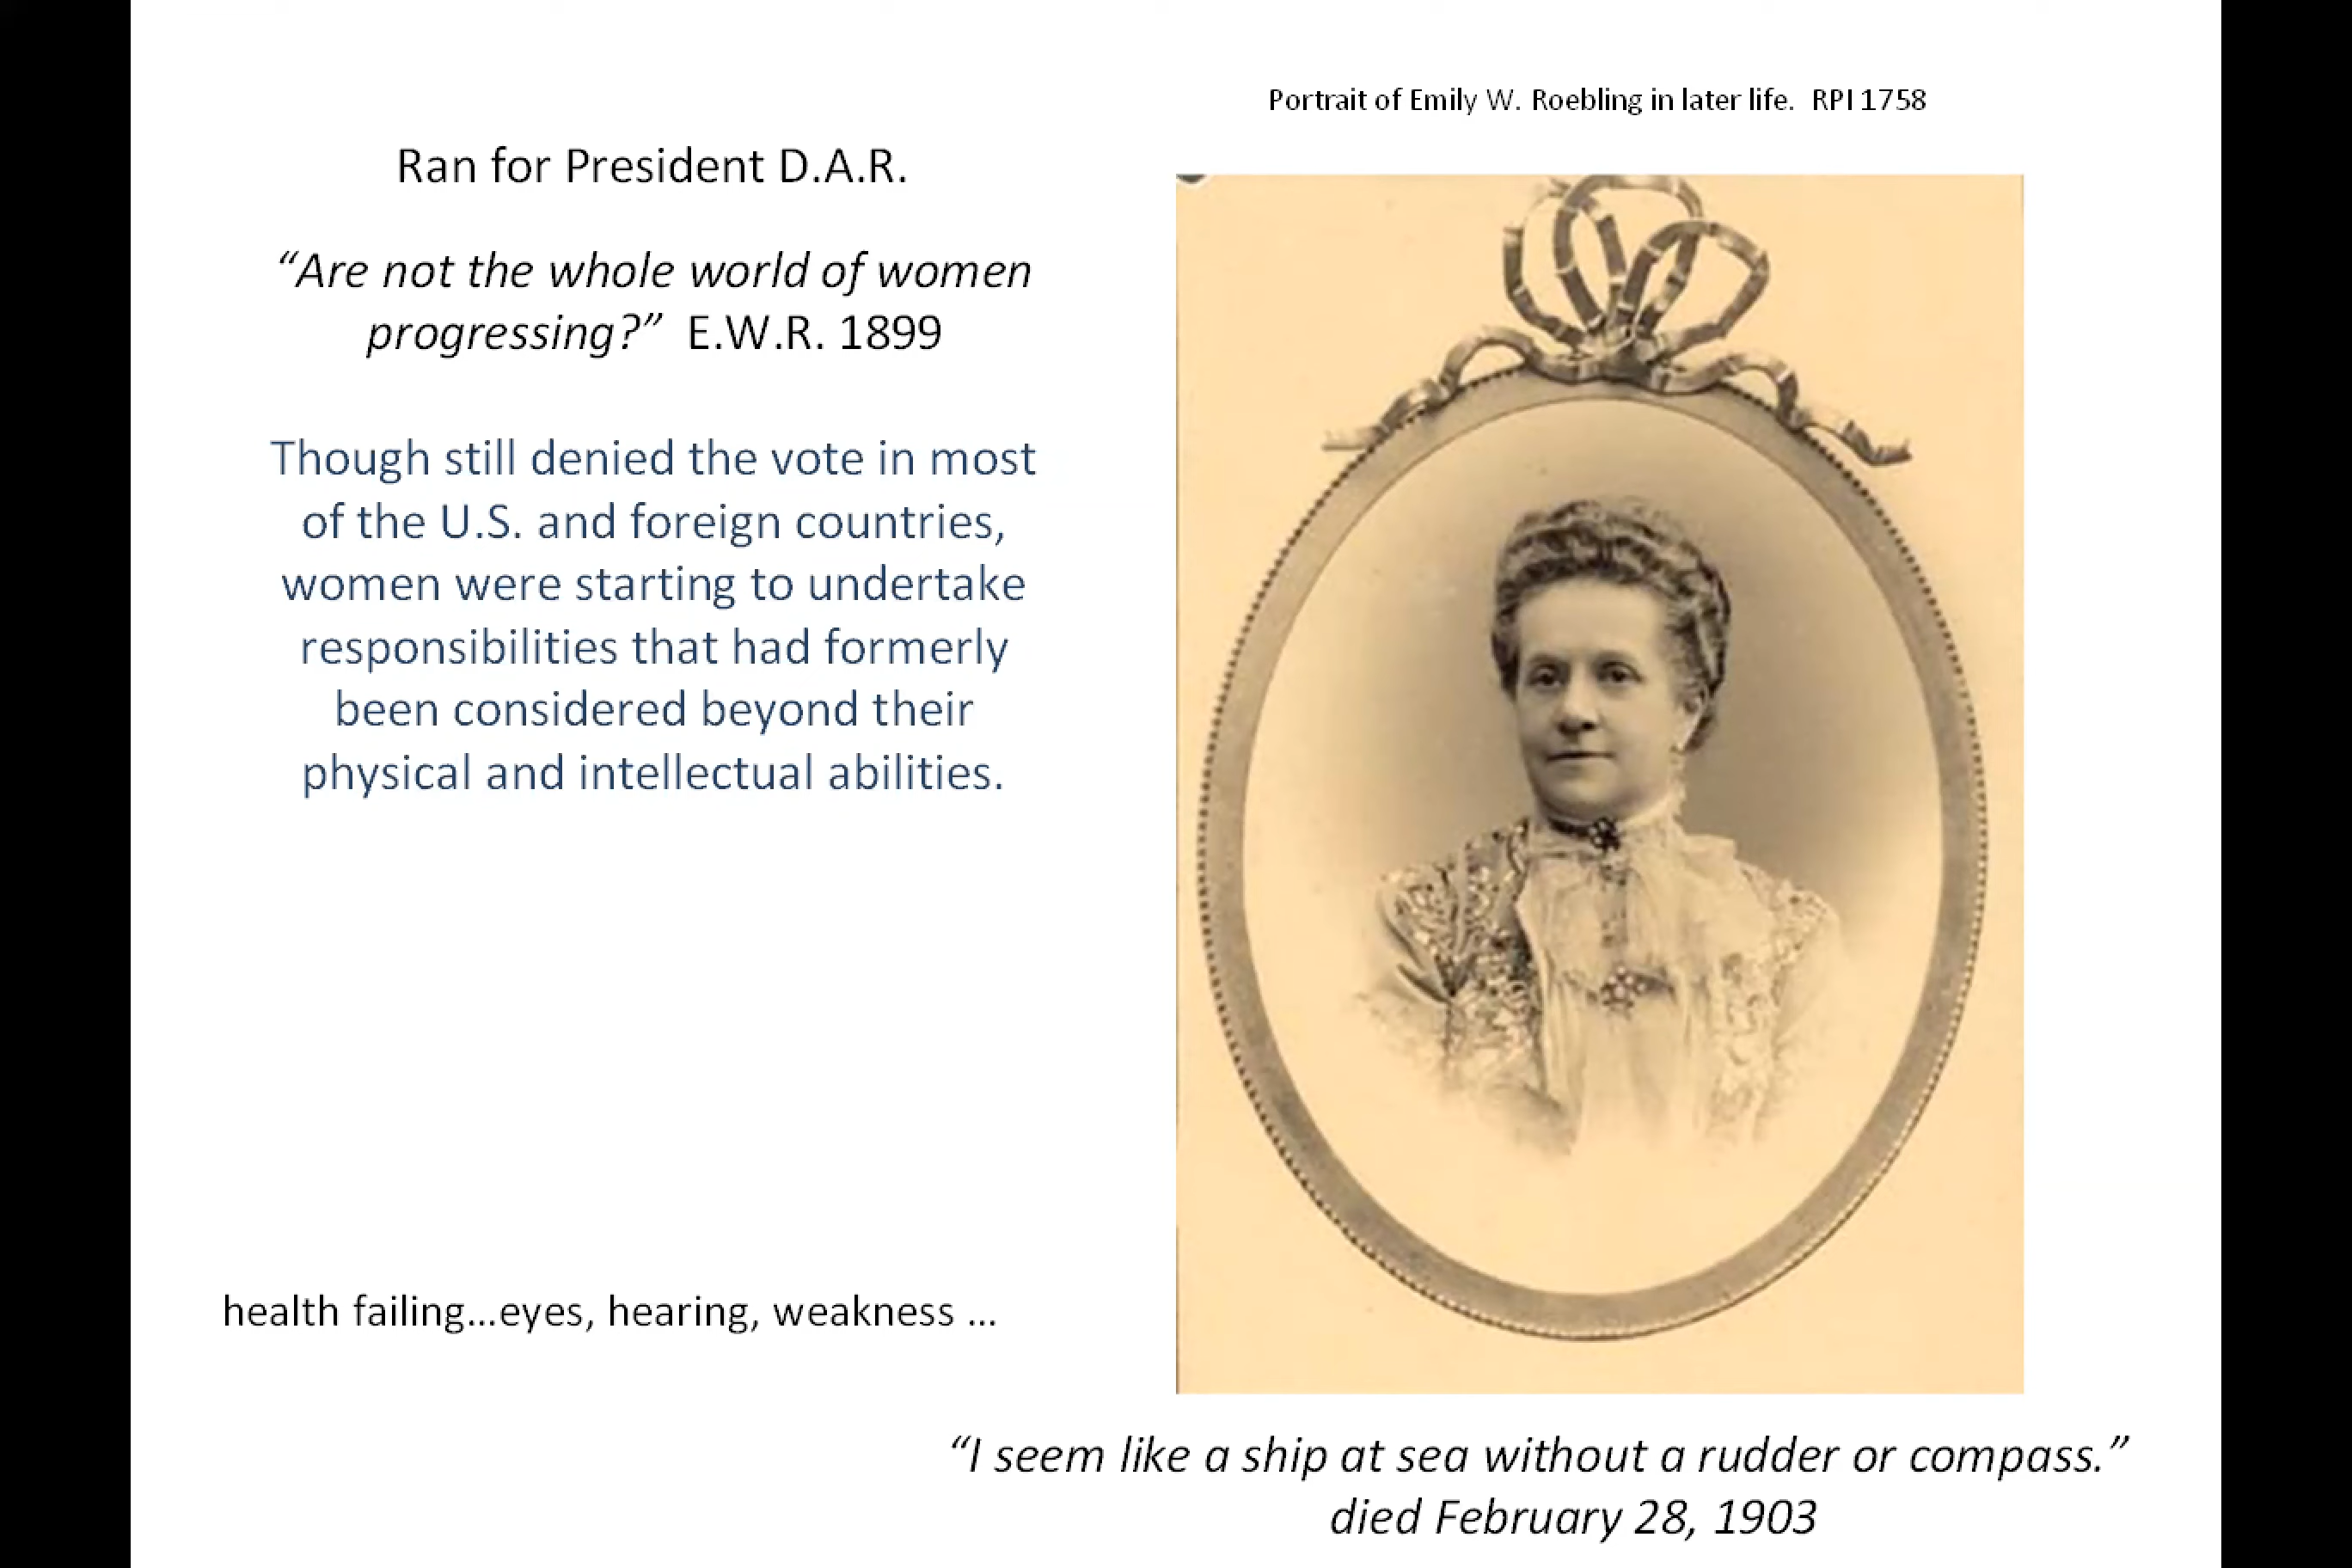 Portrait of Emily W. Roebling in later life.  RPI 1758
Ran for President D.A.R.
“Are not the whole world of women
progressing?”  E.W.R. 1899
Though still denied the vote in most
of the U.S. and foreign countries,
women were starting to undertake
responsibilities that had formerly
been considered beyond their
physical and intellectual abilities.
health failing…eyes, hearing, weakness …
“I seem like a ship at sea without a rudder or compass.”
died February 28, 1903